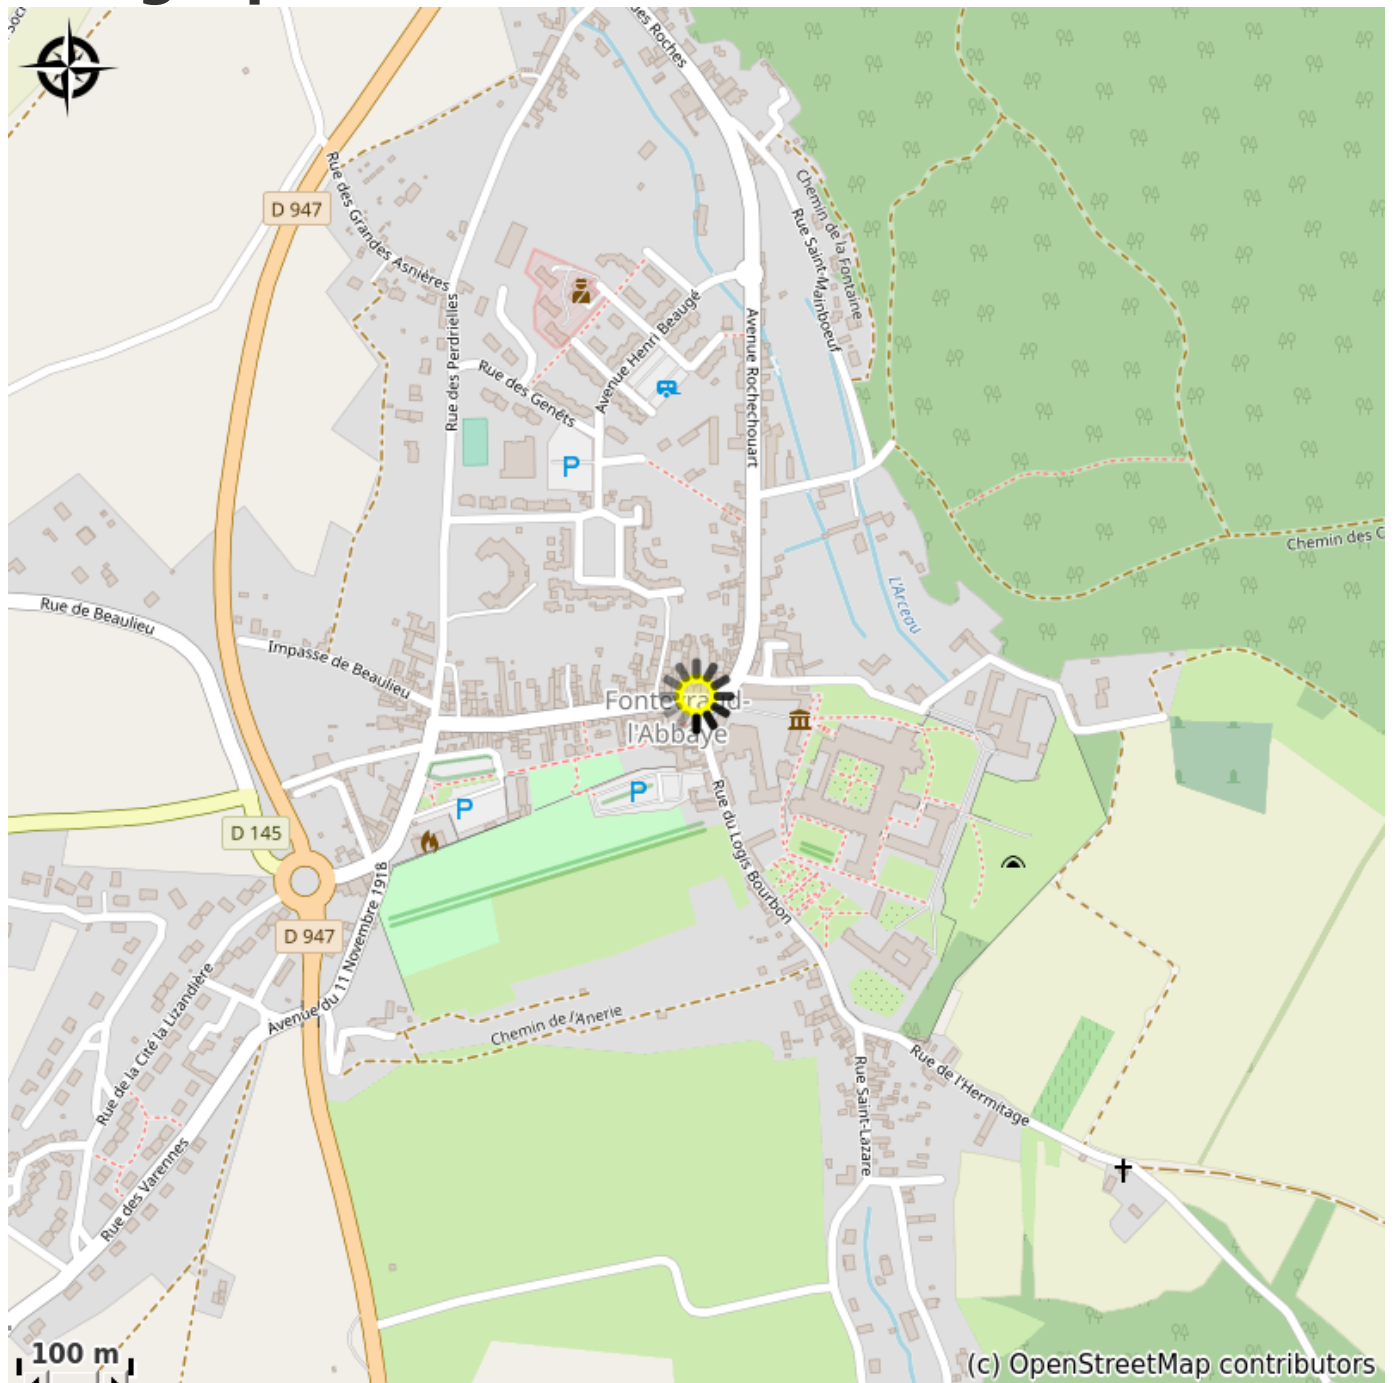 des Roches
Chemin de la Fontaine
D 947
Rue des Grandes Asnières
Rue Saint-Mainboeuf
Rue des Perdrielles
Avenue Henri Beaugé
Avenue Rochechouart
Rue des Genêts
P
Chemin des C
L'Arceau
Rue de Beaulieu
Impasse de Beaulieu
l'Abbaye
P
P
D 145
Rue du Logis Bourbon
Avenue du 11 Novembre 1918
D 947
Rue de la Cité la Lizandière
Chemin de l'Anerie
Rue de l'Hermitage
Rue Saint-Lazare
Rue des Varennes
100 m
(c) OpenStreetMap contributors